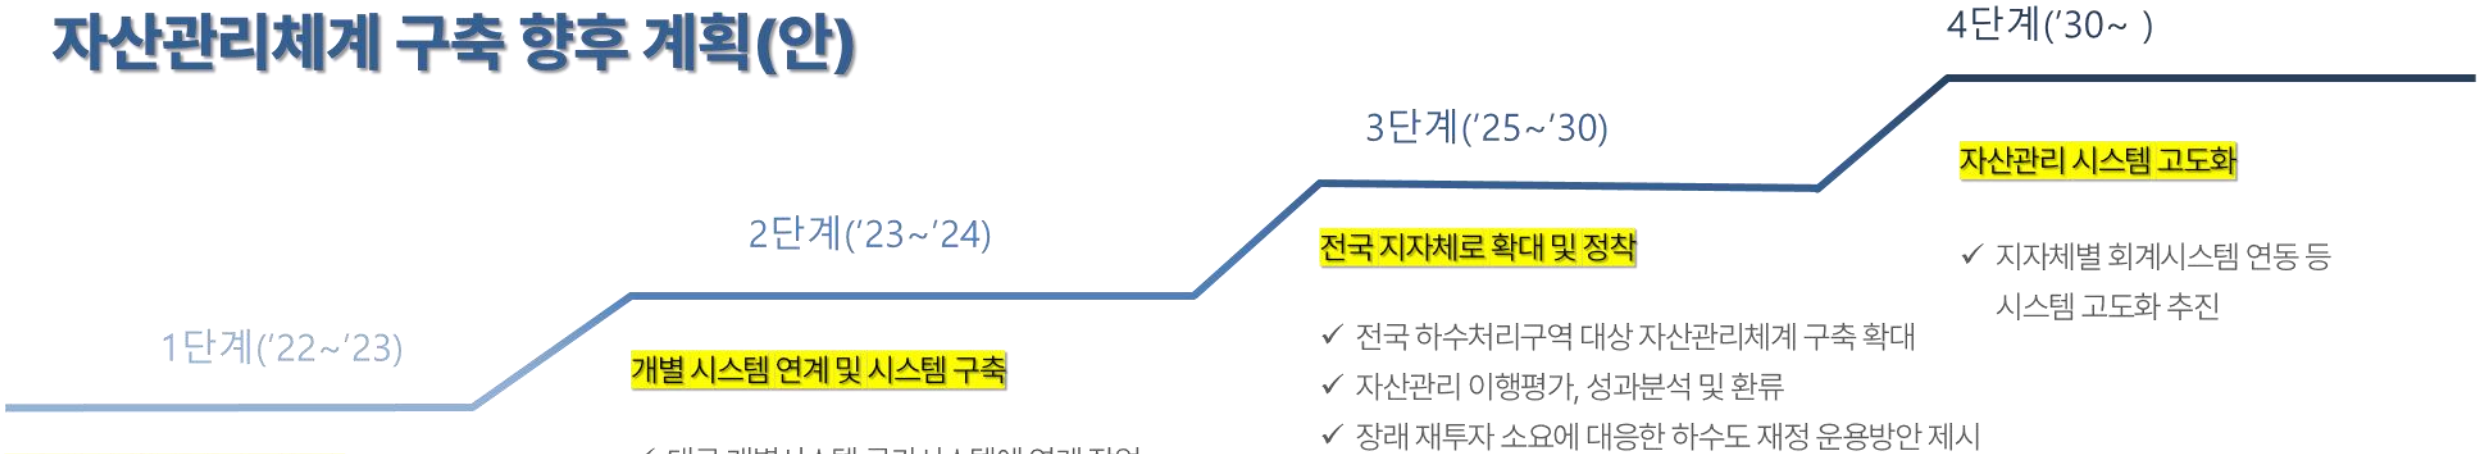 자산관리체계 구축 향후 계획(안)
4단계('30~ )
3단계('25~'30)
자산관리 시스템 고도화
2단계('23~'24)
전국 지자체로 확대 및 정착
✓ 지자체별 회계시스템 연동 등
시스템 고도화 추진
1단계('22~'23)
✓ 전국 하수처리구역 대상 자산관리체계 구축 확대
개별 시스템 연계 및 시스템 구축
✓ 자산관리 이행평가, 성과분석 및 환류
✓ 장래 재투자 소요에 대응한 하수도 재정 운용방안 제시